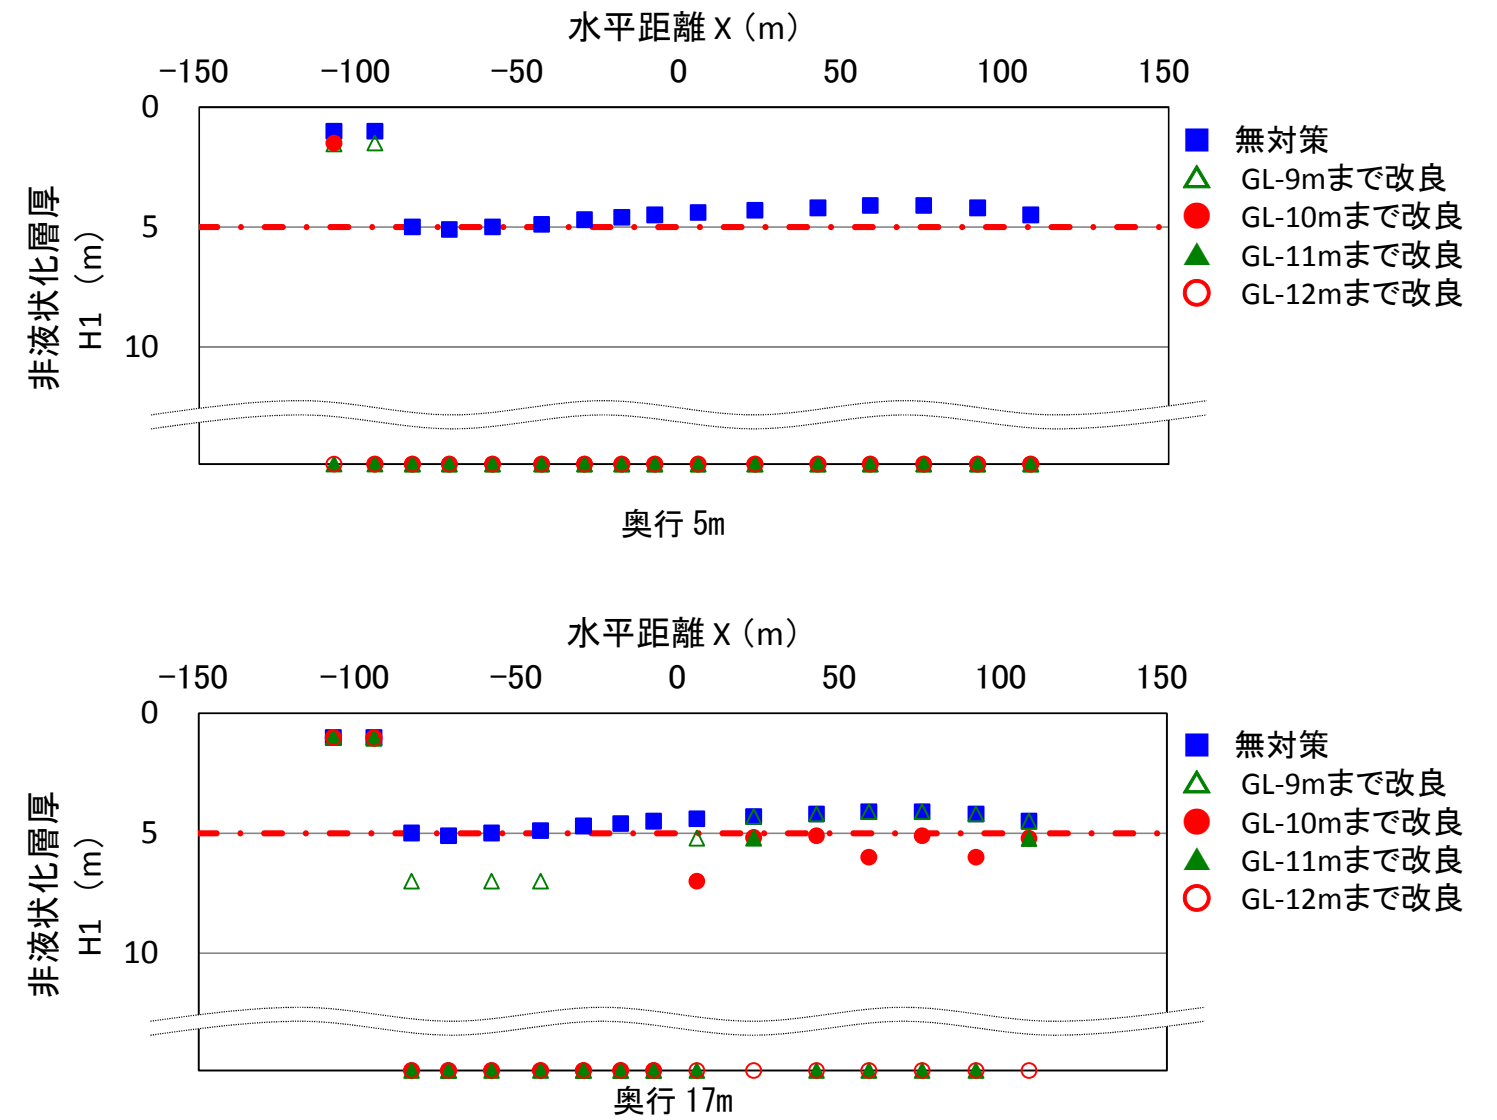 水平距離 X （m）
-150 -100 -50 0 50 100 150
0
5
10
非液状化層厚
H1 （m）
無対策
GL-9mまで改良
GL-10mまで改良
GL-11mまで改良
GL-12mまで改良
奥行 5m
水平距離 X （m）
-150 -100 -50 0 50 100 150
0
5
10
非液状化層厚
H1 （m）
無対策
GL-9mまで改良
GL-10mまで改良
GL-11mまで改良
GL-12mまで改良
奥行 17m